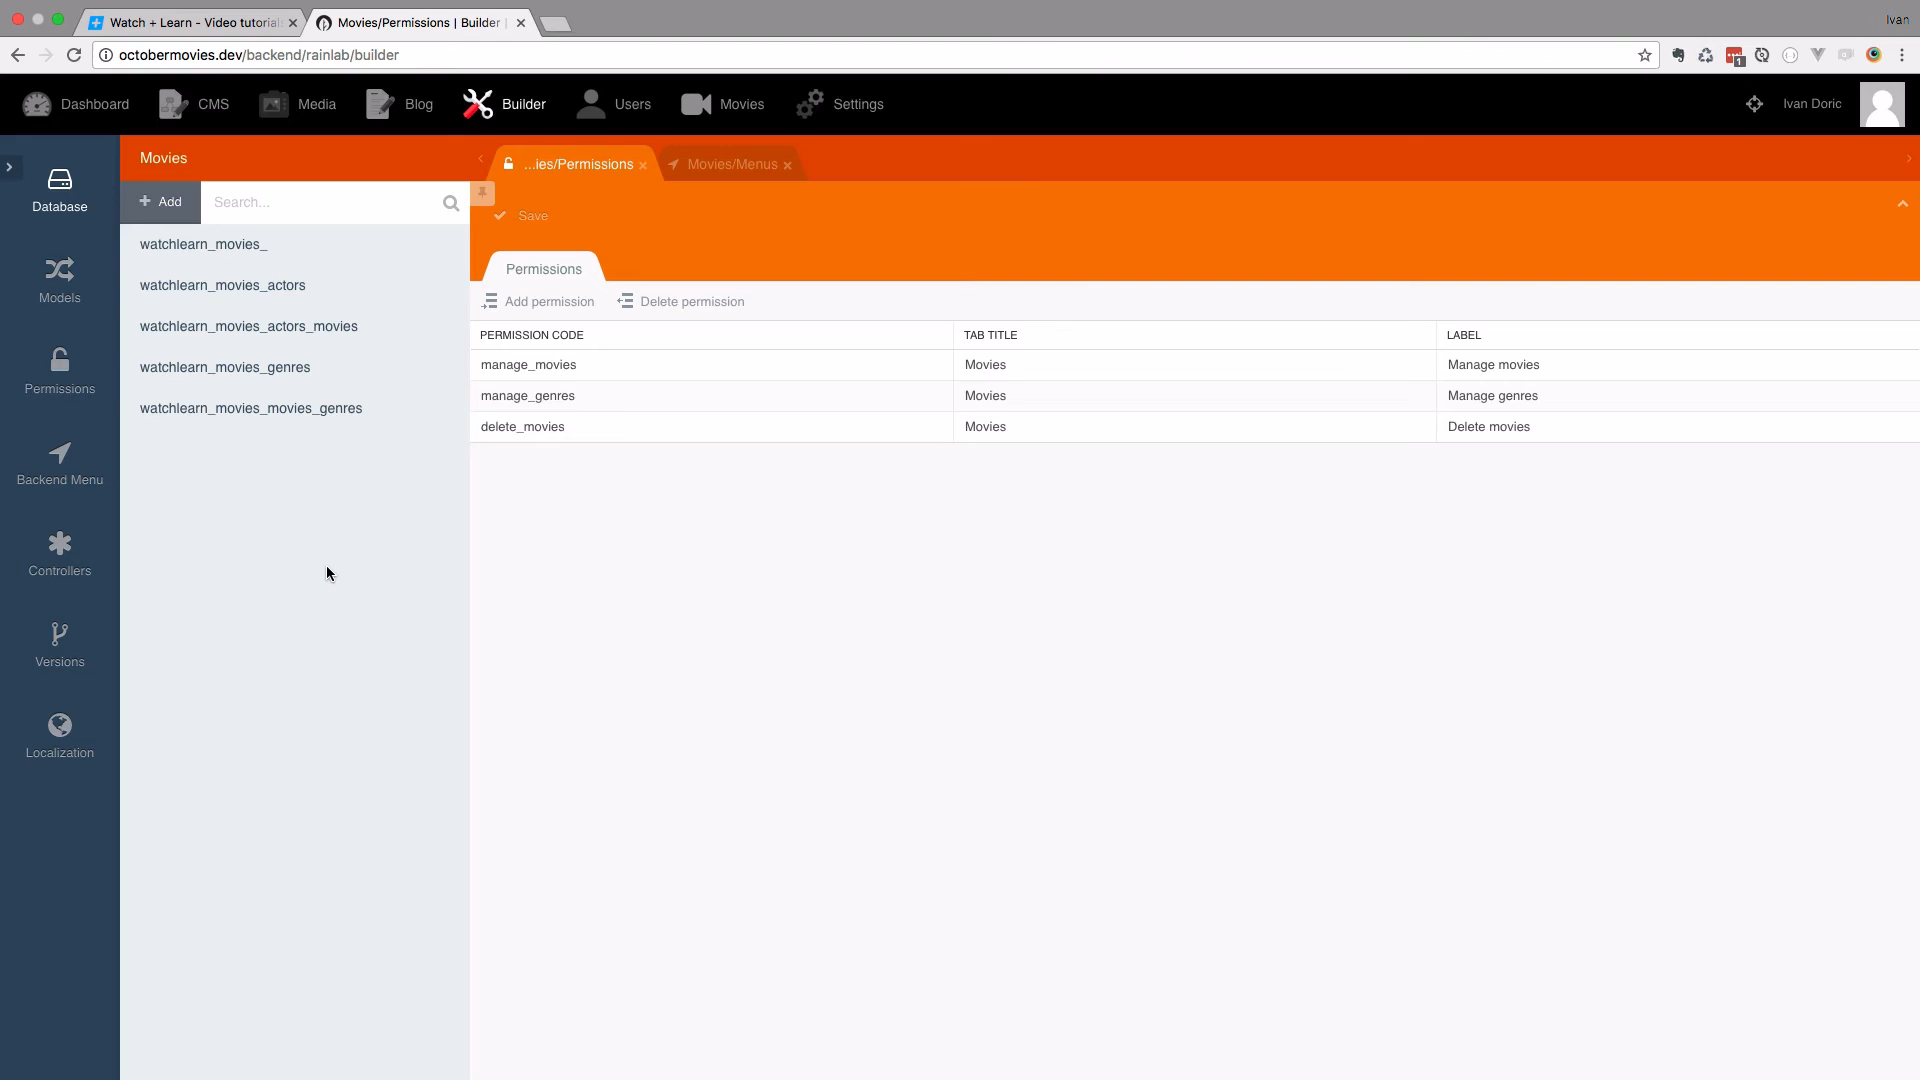 Watch + Learn - Video tutorial
Movies/Permissions | Builder |
Ivan
octobermovies.dev/backend/rainlab/builder
1
Dashboard
CMS
Media
Blog
Builder
Users
Movies
Settings
Ivan Doric
Movies
...ies/Permissions
Movies/Menus
Add
Search...
Save
Database
Models
Permissions
Backend Menu
Controllers
Versions
Localization
watchlearn_movies_
watchlearn_movies_actors
watchlearn_movies_actors_movies
watchlearn_movies_genres
watchlearn_movies_movies_genres
Permissions
Add permission
Delete permission
PERMISSION CODE TAB TITLE LABEL
manage_movies Movies Manage movies
manage_genres Movies Manage genres
delete_movies Movies Delete movies